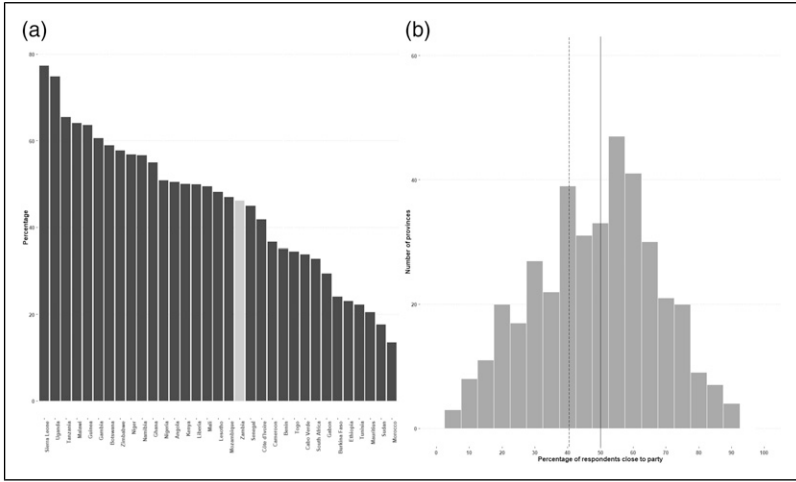 (a)
(b)
80
60
40
20
0
Percentage
Sierra Leone
Uganda
Tanzania
Malawi
Guinea
Gambia
Botswana
Zimbabwe
Niger
Namibia
Ghana
Nigeria
Angola
Kenya
Liberia
Mali
Lesotho
Mozambique
Zambia
Senegal
Côte d'Ivoire
Cameroon
Benin
Togo
Cabo Verde
South Africa
Gabon
Burkina Faso
Ethiopia
Tunisia
Mauritius
Sudan
Morocco
60
40
20
0
Number of provinces
0 10 20 30 40 50 60 70 80 90 100
Percentage of respondents close to party